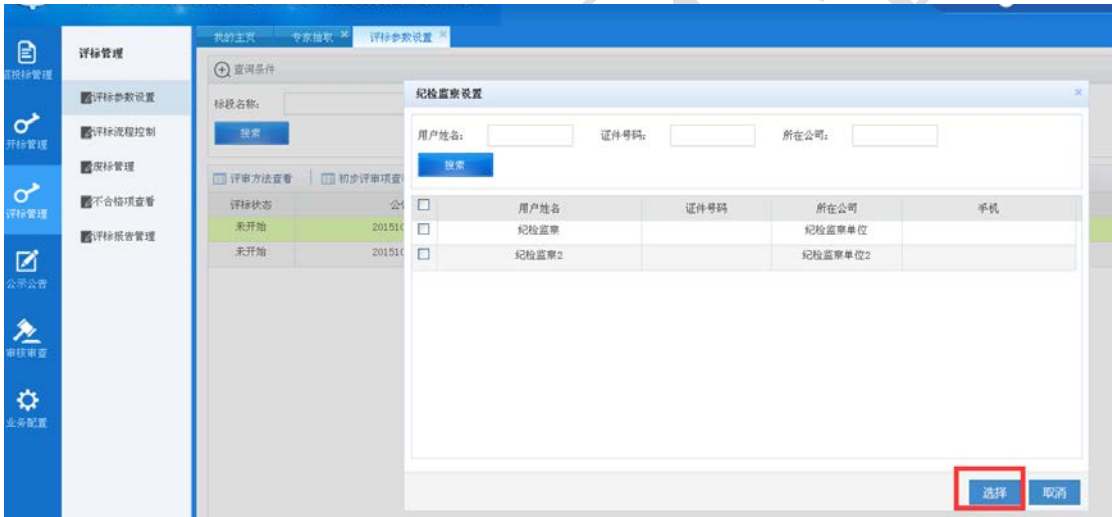 我的主页 专家抽取 评标参数设置
评标管理
招投标管理
开标管理
评标管理
公示公告
审核审查
业务配置
评标参数设置
评标流程控制
废标管理
不合格项查看
评标报告管理
查询条件
标段名称:
搜索
评审方法查看 初步评审项查
评标状态
未开始 20151
未开始 20151
纪检监察设置
用户姓名: 证件号码: 所在公司:
搜索
用户姓名 证件号码 所在公司 手机
纪检监察 纪检监察单位
纪检监察2 纪检监察单位2
选择 取消